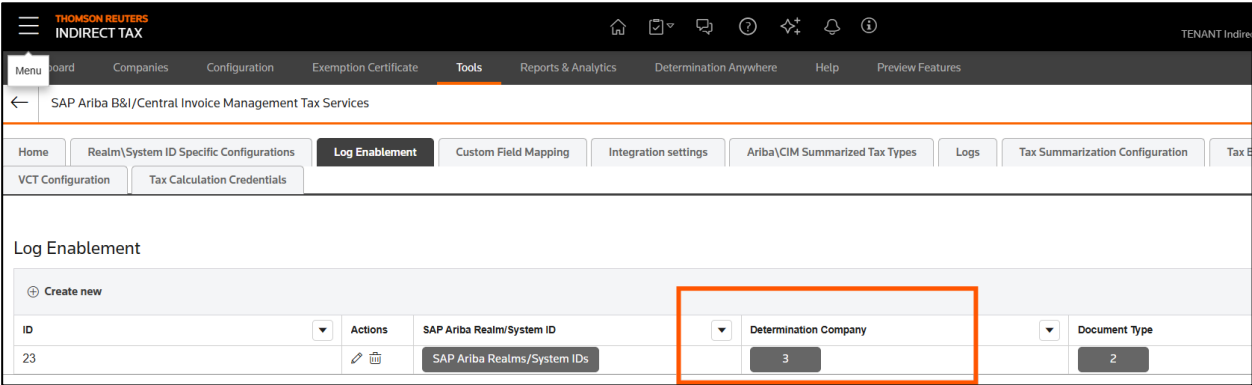 THOMSON REUTERS
INDIRECT TAX
TENANT Indire
Menu board Companies Configuration Exemption Certificate Tools Reports & Analytics Determination Anywhere Help Preview Features
SAP Ariba B&I/Central Invoice Management Tax Services
Home Realm\System ID Specific Configurations Log Enablement Custom Field Mapping Integration settings Ariba\CIM Summarized Tax Types Logs Tax Summarization Configuration Tax
VCT Configuration Tax Calculation Credentials
Log Enablement
Create new
ID Actions SAP Ariba Realm/System ID Determination Company Document Type
23 SAP Ariba Realms/System IDs 3 2